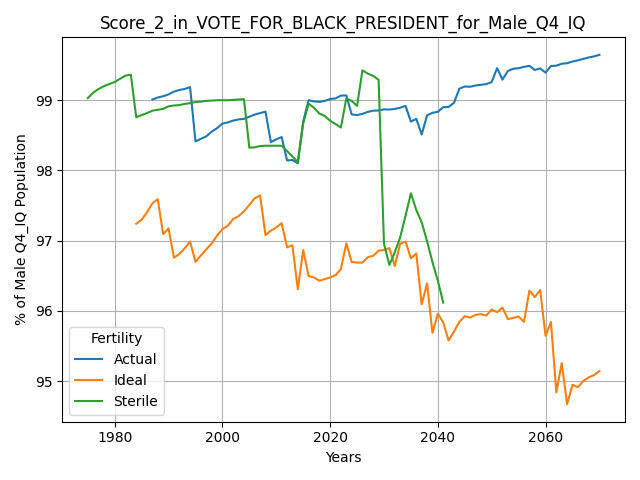 Score_2_in_VOTE_FOR_BLACK_PRESIDENT_for_Male_Q4_IQ
% of Male Q4_IQ Population
99
98
97
96
95
Fertility
Actual
Ideal
Sterile
1980
2000
2020
2040
2060
Years